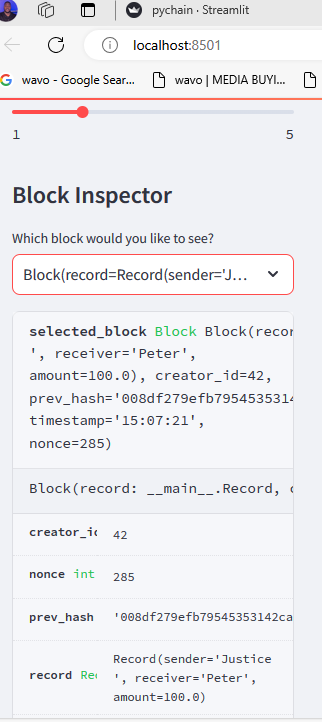 pychain · Streamlit
localhost:8501
wavo - Google Sear...
wavo | MEDIA BUYI...
1 5
Block Inspector
Which block would you like to see?
Block(record=Record(sender='J...
selected_block Block Block(recor
', receiver='Peter',
amount=100.0), creator_id=42,
prev_hash='008df279efb7954535314
timestamp='15:07:21',
nonce=285)
Block(record: __main__.Record, c
creator_id 42
nonce int 285
prev_hash '008df279efb79545353142ca
record Rec Record(sender='Justice
', receiver='Peter',
amount=100.0)